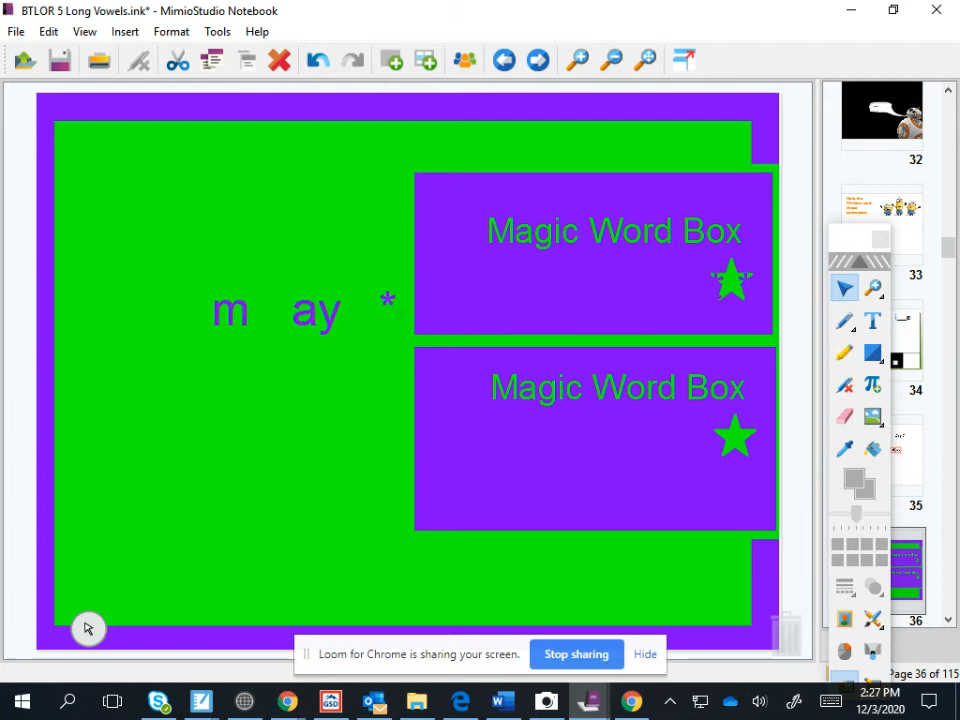 BTLOR 5 Long Vowels.ink* - MimioStudio Notebook
File Edit View Insert Format Tools Help
32
Magic Word Box
m ay *
33
Magic Word Box
34
35
36
Loom for Chrome is sharing your screen. Stop sharing Hide
Page 36 of 115
GSD
2:27 PM
12/3/2020